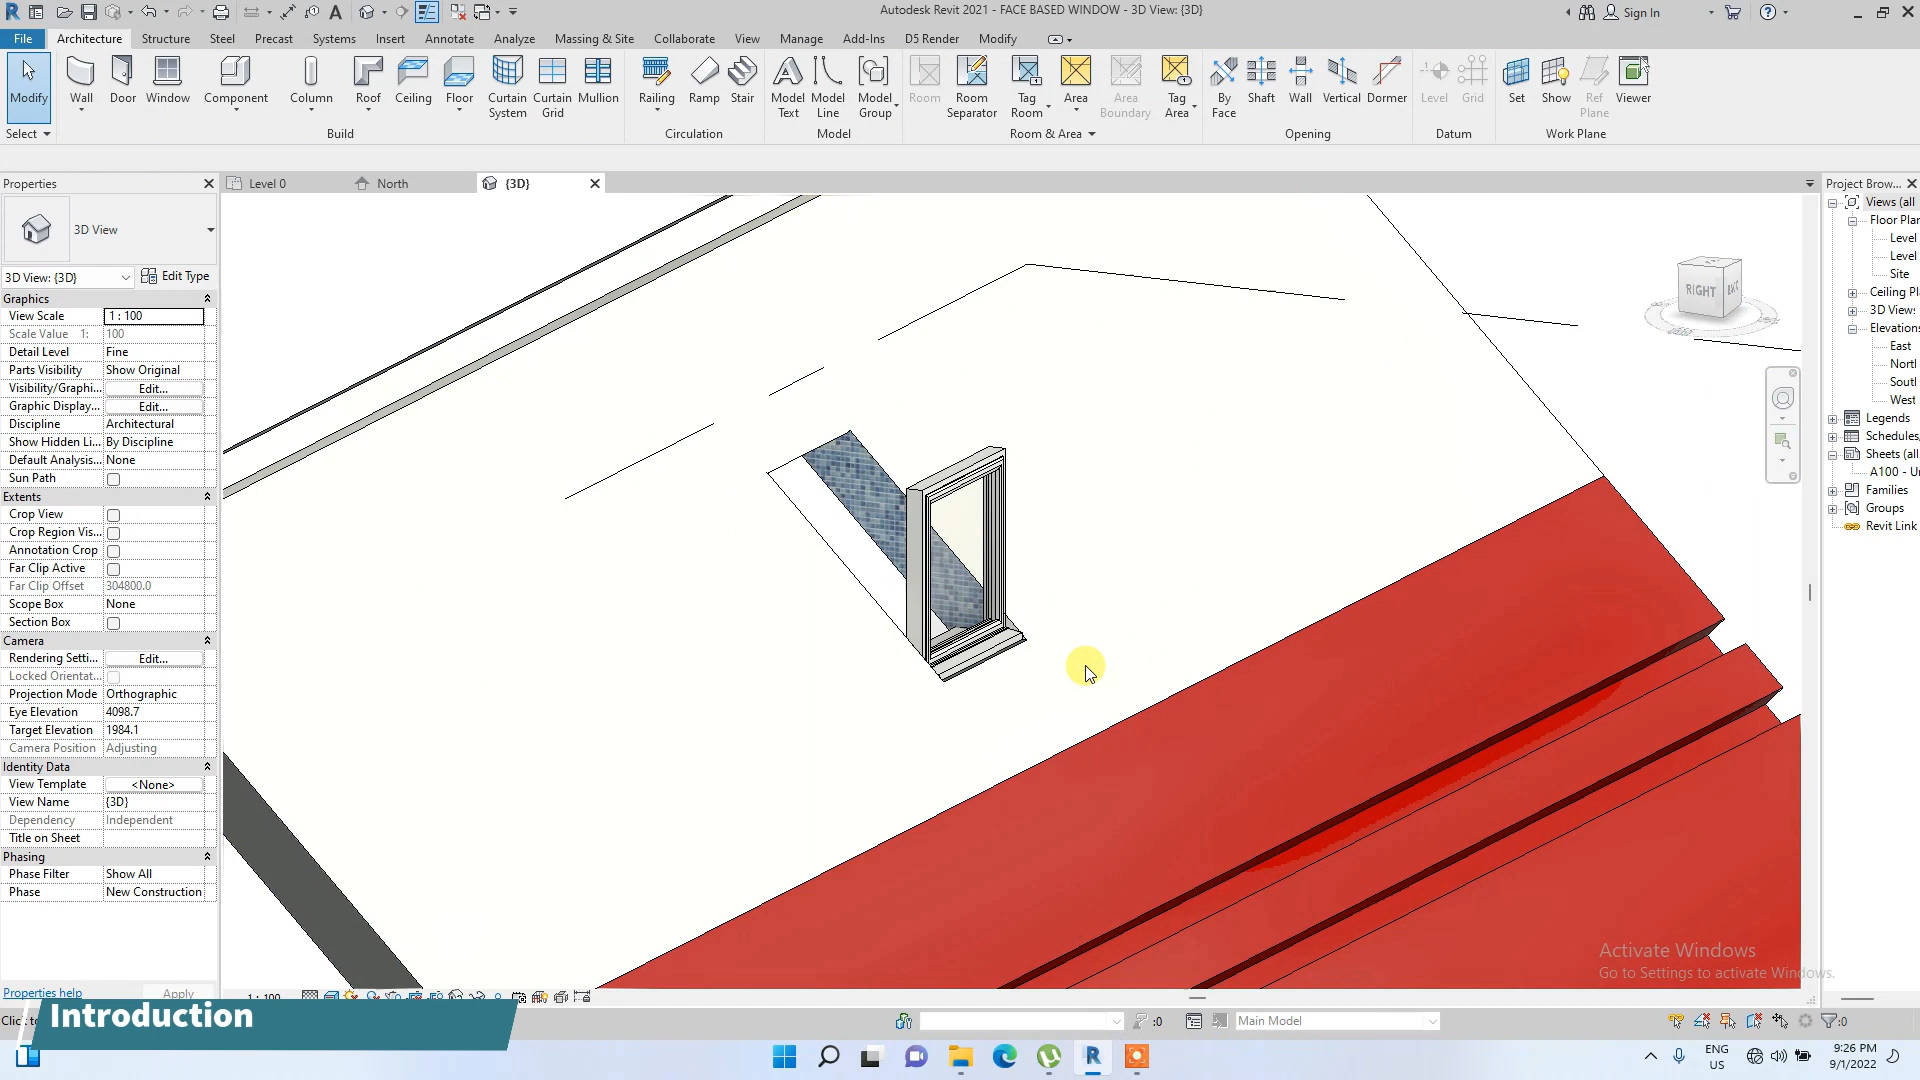 Autodesk Revit 2021 - FACE BASED WINDOW - 3D View: {3D}
Sign In
File Architecture Structure Steel Precast Systems Insert Annotate Analyze Massing & Site Collaborate View Manage Add-Ins D5 Render Modify
Modify Wall Door Window Component Column Roof Ceiling Floor Curtain System Curtain Grid Mullion Railing Ramp Stair Model Text Model Line Model Group Room Room Separator Tag Room Area Area Boundary Tag Area By Face Shaft Wall Vertical Dormer Level Grid Set Show Ref Plane Viewer
Select Build Circulation Model Room & Area Opening Datum Work Plane
Properties
Level 0 North {3D}
Project Brow...
3D View
3D View: {3D} Edit Type
Graphics
View Scale 1 : 100
Scale Value 1: 100
Detail Level Fine
Parts Visibility Show Original
Visibility/Graphi... Edit...
Graphic Display... Edit...
Discipline Architectural
Show Hidden Li... By Discipline
Default Analysis... None
Sun Path
Extents
Crop View
Crop Region Vis...
Annotation Crop
Far Clip Active
Far Clip Offset 304800.0
Scope Box None
Section Box
Camera
Rendering Setti... Edit...
Locked Orientat...
Projection Mode Orthographic
Eye Elevation 4098.7
Target Elevation 1984.1
Camera Position Adjusting
Identity Data
View Template <None>
View Name {3D}
Dependency Independent
Title on Sheet
Phasing
Phase Filter Show All
Phase New Construction
Properties help Apply
RIGHT
Views (all
Floor Plar
Level
Level
Site
Ceiling Pl
3D Views
Elevations
East
North
South
West
Legends
Schedules,
Sheets (all
A100 - Ur
Families
Groups
Revit Link
Activate Windows
Go to Settings to activate Windows.
1 : 100
Introduction
Click to
:0
Main Model
:0
ENG
US
9:26 PM
9/1/2022